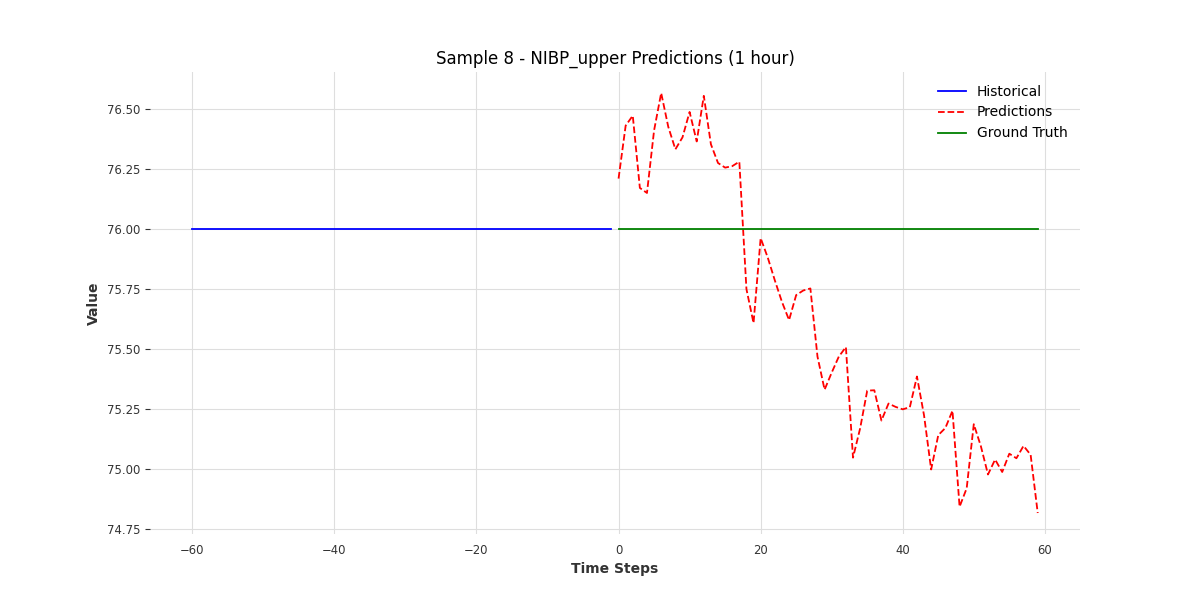 Sample 8 - NIBP_upper Predictions (1 hour)
Historical
Predictions
Ground Truth
Value
76.50
76.25
76.00
75.75
75.50
75.25
75.00
74.75
−60
−40
−20
0
20
40
60
Time Steps